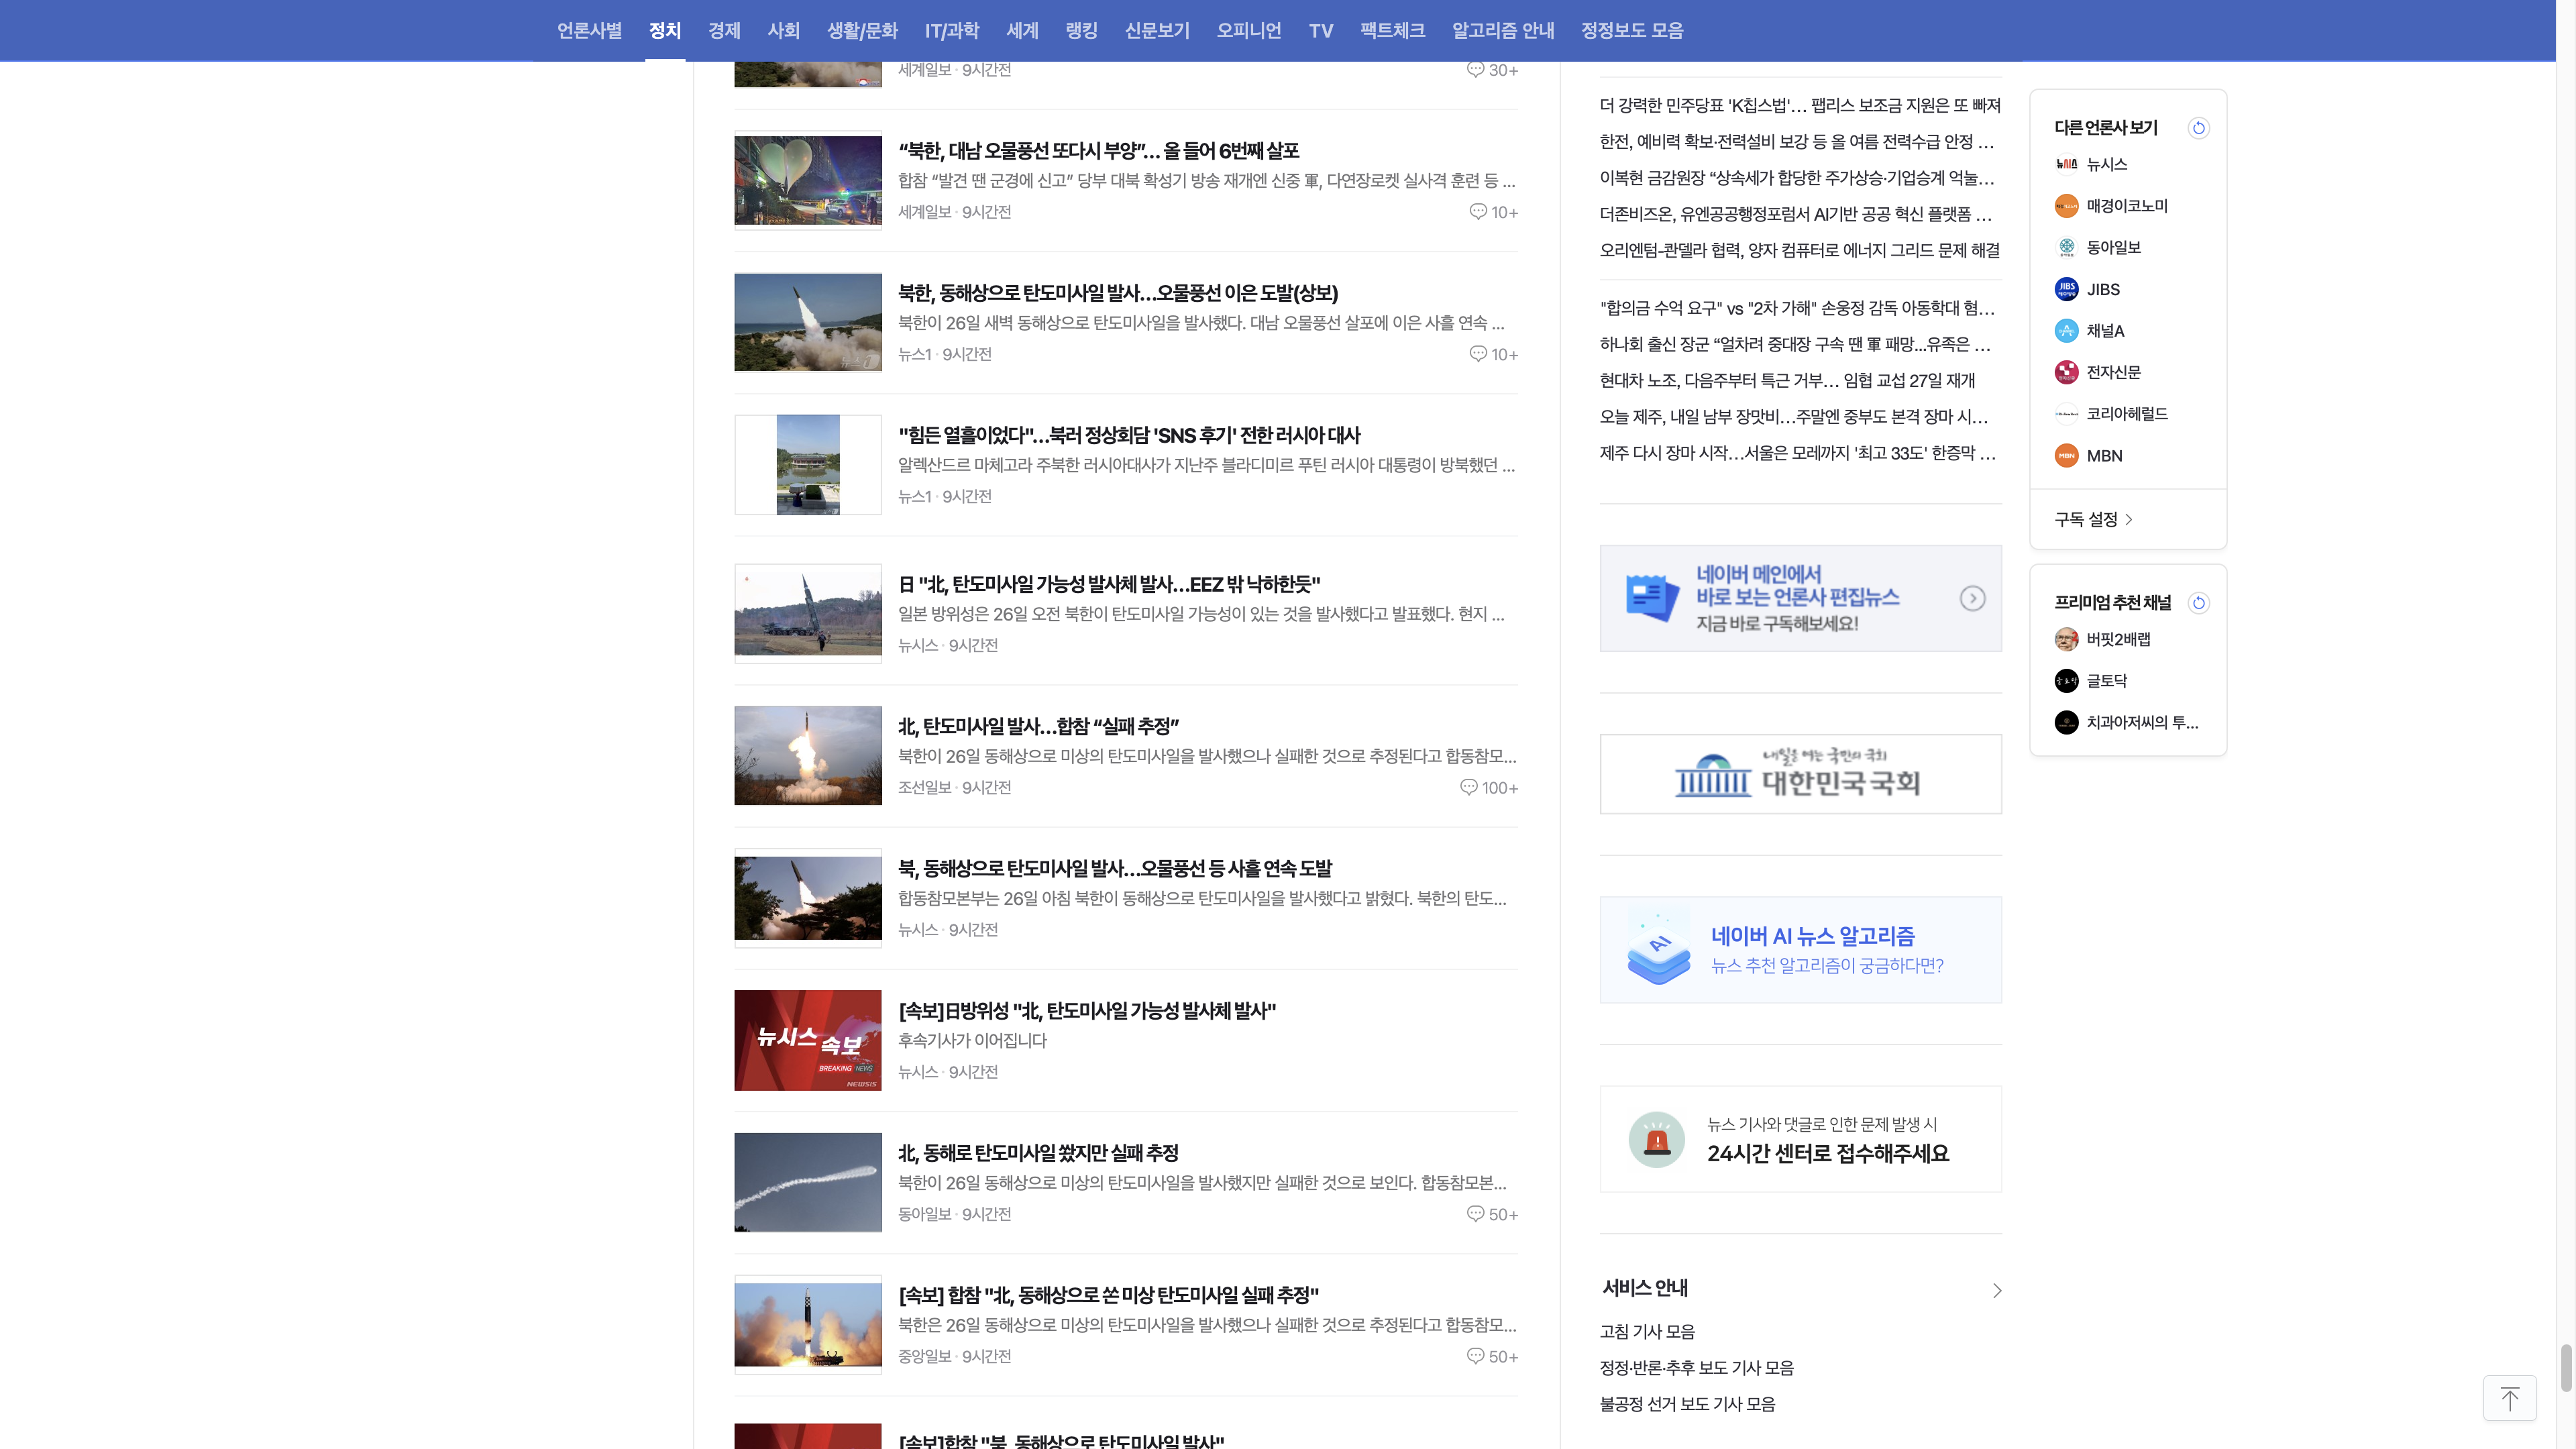 언론사별 정치 경제 사회 생활/문화 IT/과학 세계 랭킹 신문보기 오피니언 TV 팩트체크 알고리즘 안내 정정보도 모음
세계일보 · 9시간전
30+
“북한, 대남 오물풍선 또다시 부양”… 올 들어 6번째 살포
합참 “발견 땐 군경에 신고” 당부 대북 확성기 방송 재개엔 신중 軍, 다연장로켓 실사격 훈련 등 ...
세계일보 · 9시간전
10+
북한, 동해상으로 탄도미사일 발사…오물풍선 이은 도발(상보)
북한이 26일 새벽 동해상으로 탄도미사일을 발사했다. 대남 오물풍선 살포에 이은 사흘 연속 ...
뉴스1 · 9시간전
10+
"힘든 열흘이었다"…북러 정상회담 'SNS 후기' 전한 러시아 대사
알렉산드르 마체고라 주북한 러시아대사가 지난주 블라디미르 푸틴 러시아 대통령이 방북했던 ...
뉴스1 · 9시간전
日 "北, 탄도미사일 가능성 발사체 발사…EEZ 밖 낙하한듯"
일본 방위성은 26일 오전 북한이 탄도미사일 가능성이 있는 것을 발사했다고 발표했다. 현지 ...
뉴시스 · 9시간전
北, 탄도미사일 발사…합참 “실패 추정”
북한이 26일 동해상으로 미상의 탄도미사일을 발사했으나 실패한 것으로 추정된다고 합동참모...
조선일보 · 9시간전
100+
북, 동해상으로 탄도미사일 발사…오물풍선 등 사흘 연속 도발
합동참모본부는 26일 아침 북한이 동해상으로 탄도미사일을 발사했다고 밝혔다. 북한의 탄도...
뉴시스 · 9시간전
뉴시스 속보
BREAKING NEWS
NEWSIS
[속보]日방위성 "北, 탄도미사일 가능성 발사체 발사"
후속기사가 이어집니다
뉴시스 · 9시간전
北, 동해로 탄도미사일 쐈지만 실패 추정
북한이 26일 동해상으로 미상의 탄도미사일을 발사했지만 실패한 것으로 보인다. 합동참모본...
동아일보 · 9시간전
50+
[속보] 합참 "北, 동해상으로 쏜 미상 탄도미사일 실패 추정"
북한은 26일 동해상으로 미상의 탄도미사일을 발사했으나 실패한 것으로 추정된다고 합동참모...
중앙일보 · 9시간전
50+
[속보]합참 "북, 동해상으로 탄도미사일 발사"
더 강력한 민주당표 'K칩스법'… 팹리스 보조금 지원은 또 빠져
한전, 예비력 확보·전력설비 보강 등 올 여름 전력수급 안정 ...
이복현 금감원장 “상속세가 합당한 주가상승·기업승계 억눌...
더존비즈온, 유엔공공행정포럼서 AI기반 공공 혁신 플랫폼 ...
오리엔텀-콴델라 협력, 양자 컴퓨터로 에너지 그리드 문제 해결
"합의금 수억 요구" vs "2차 가해" 손웅정 감독 아동학대 혐...
하나회 출신 장군 “얼차려 중대장 구속 땐 軍 패망...유족은 ...
현대차 노조, 다음주부터 특근 거부… 임협 교섭 27일 재개
오늘 제주, 내일 남부 장맛비…주말엔 중부도 본격 장마 시...
제주 다시 장마 시작…서울은 모레까지 '최고 33도' 한증막 ...
네이버 메인에서
바로 보는 언론사 편집뉴스
지금 바로 구독해보세요!
내일을 여는 국민의 국회
대한민국국회
AI
네이버 AI 뉴스 알고리즘
뉴스 추천 알고리즘이 궁금하다면?
뉴스 기사와 댓글로 인한 문제 발생 시
24시간 센터로 접수해주세요
서비스 안내
고침 기사 모음
정정·반론·추후 보도 기사 모음
불공정 선거 보도 기사 모음
다른 언론사 보기
뉴시스
매경이코노미
동아일보
JIBS
JIBS
채널A
전자신문
코리아헤럴드
MBN
MBN
구독 설정
프리미엄 추천 채널
버핏2배랩
글토닥
치과아저씨의 투...